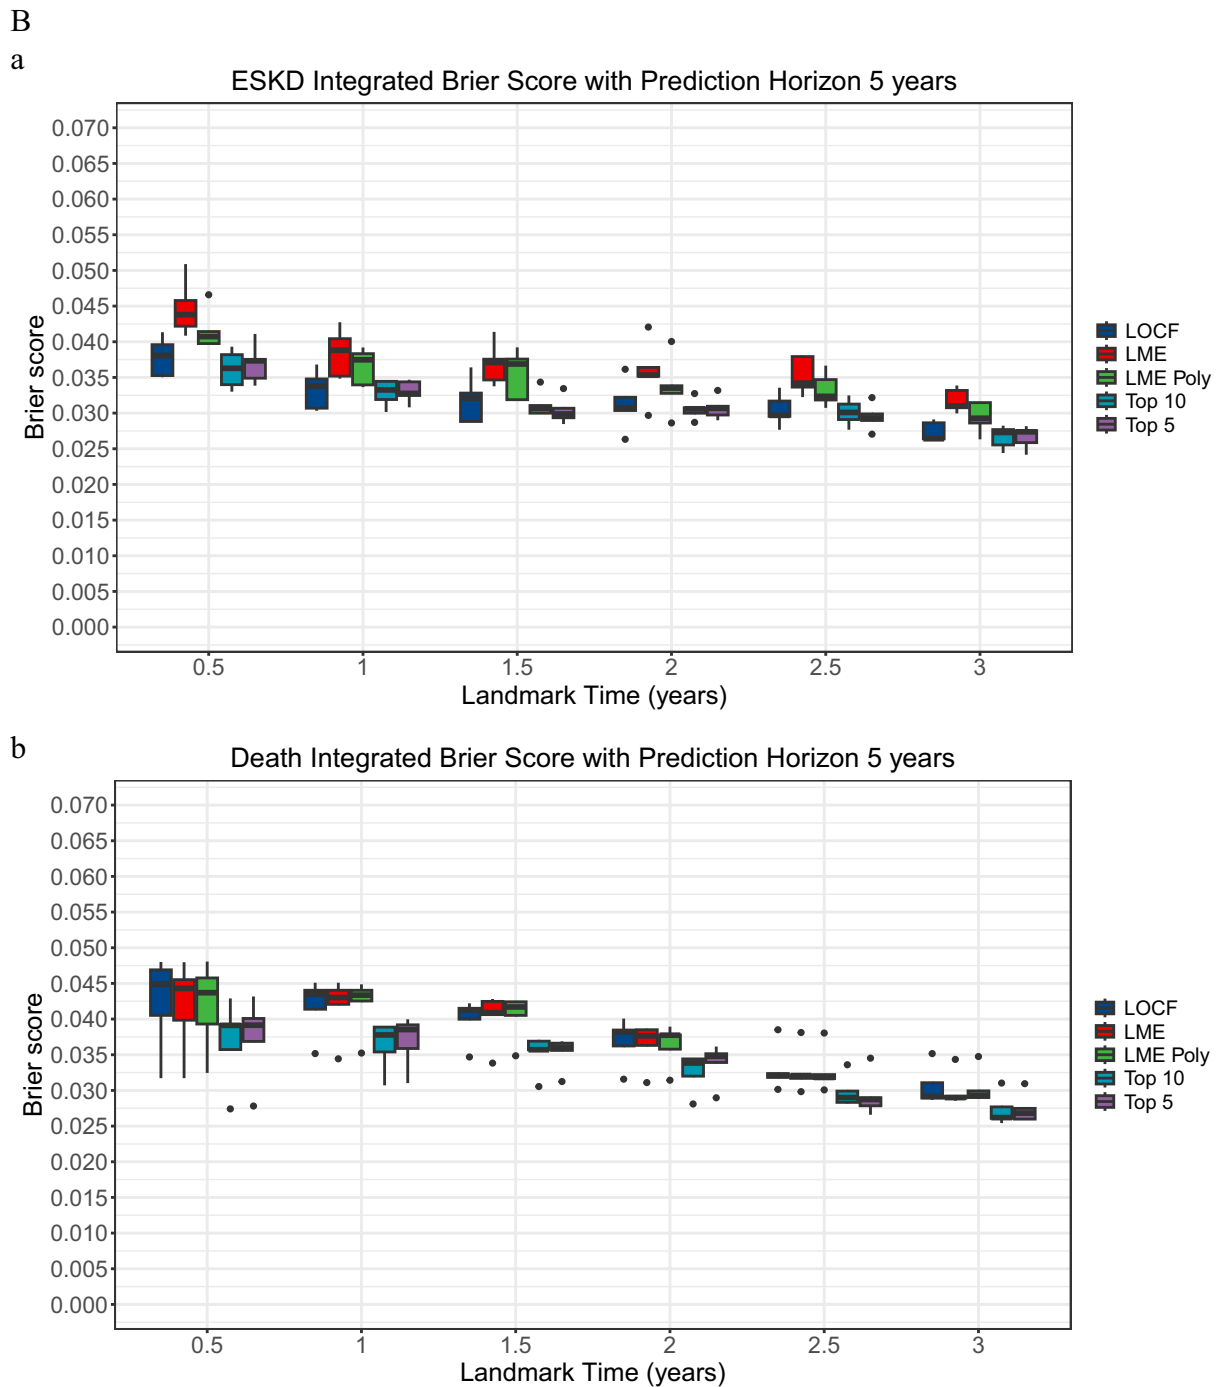 B
a
ESKD Integrated Brier Score with Prediction Horizon 5 years
0.070
0.065
0.060
0.055
0.050
0.045
0.040
0.035
0.030
0.025
0.020
0.015
0.010
0.005
0.000
Brier score
0.5 1 1.5 2 2.5 3
Landmark Time (years)
LOCF
LME
LME Poly
Top 10
Top 5
b
Death Integrated Brier Score with Prediction Horizon 5 years
0.070
0.065
0.060
0.055
0.050
0.045
0.040
0.035
0.030
0.025
0.020
0.015
0.010
0.005
0.000
Brier score
0.5 1 1.5 2 2.5 3
Landmark Time (years)
LOCF
LME
LME Poly
Top 10
Top 5